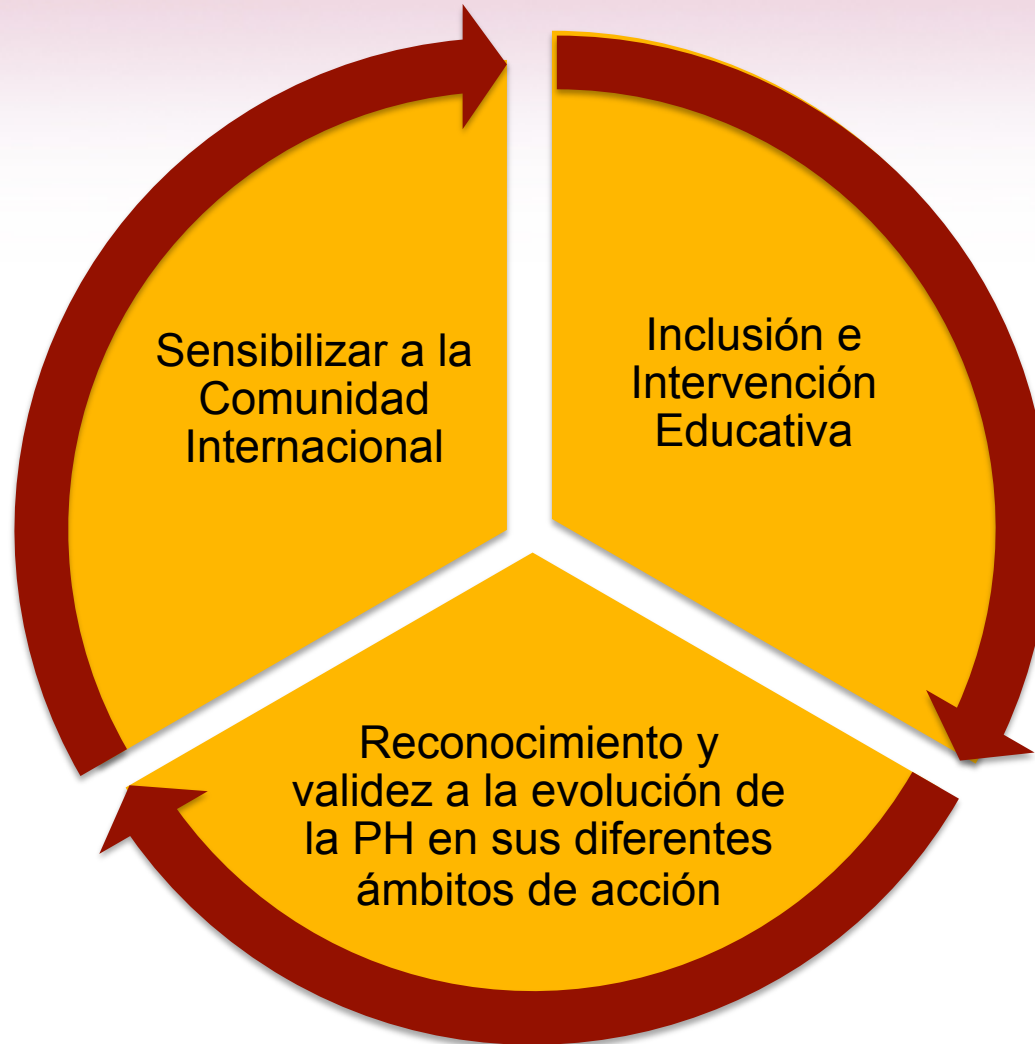 Sensibilizar a la
Comunidad
Internacional
Inclusión e
Intervención
Educativa
Reconocimiento y
validez a la evolución de
la PH en sus diferentes
ámbitos de acción